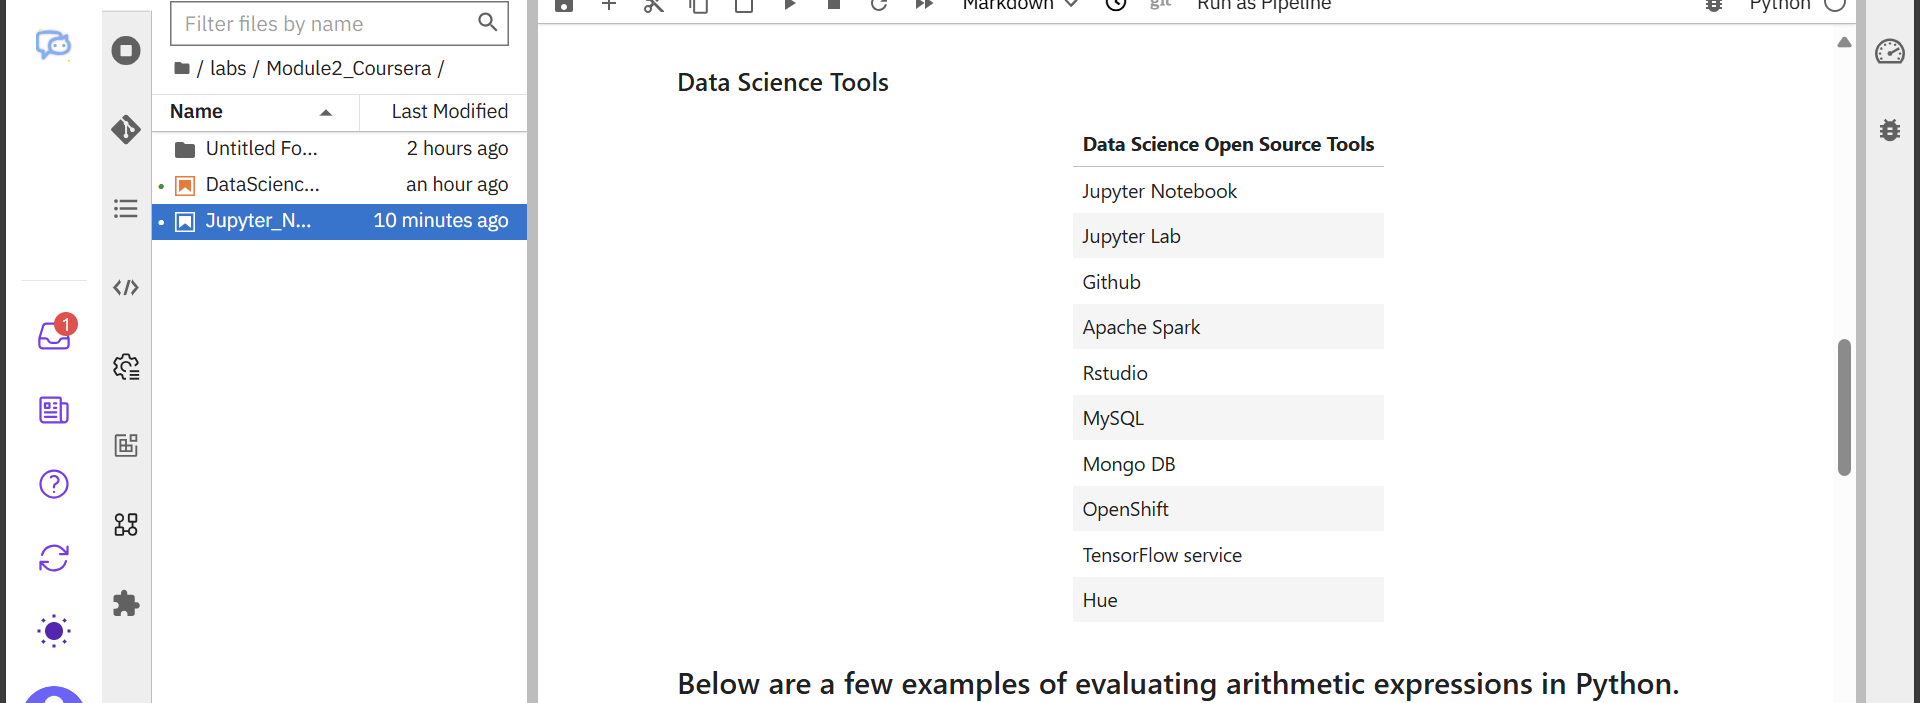 Filter files by name
/ labs / Module2_Coursera /
Name Last Modified
Untitled Fo... 2 hours ago
DataScienc... an hour ago
Jupyter_N... 10 minutes ago
1
Markdown git Run as Pipeline Python
Data Science Tools
Data Science Open Source Tools
Jupyter Notebook
Jupyter Lab
Github
Apache Spark
Rstudio
MySQL
Mongo DB
OpenShift
TensorFlow service
Hue
Below are a few examples of evaluating arithmetic expressions in Python.